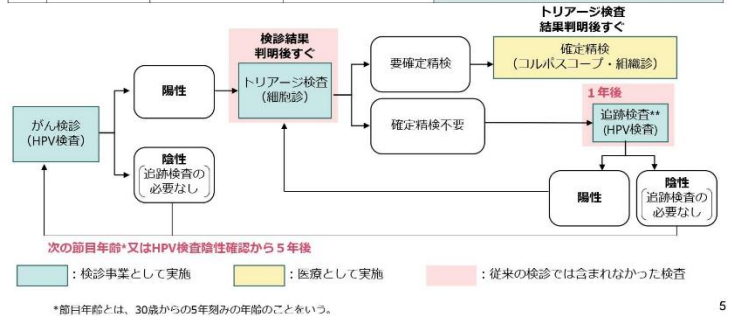 トリアージ検査
結果判明後すぐ
検診結果
判明後すぐ
確定精検
(コルポスコープ・組織診)
要確定精検
陽性
トリアージ検査
(細胞診)
1年後
がん検診
(HPV検査)
確定精検不要
追跡検査**
(HPV検査)
陰性
追跡検査の
必要なし
陽性
陰性
追跡検査の
必要なし
次の節目年齢*又はHPV検査陰性確認から5年後
:検診事業として実施
:医療として実施
:従来の検診では含まれなかった検査
*節目年齢とは、30歳からの5年刻みの年齢のことをいう。
5